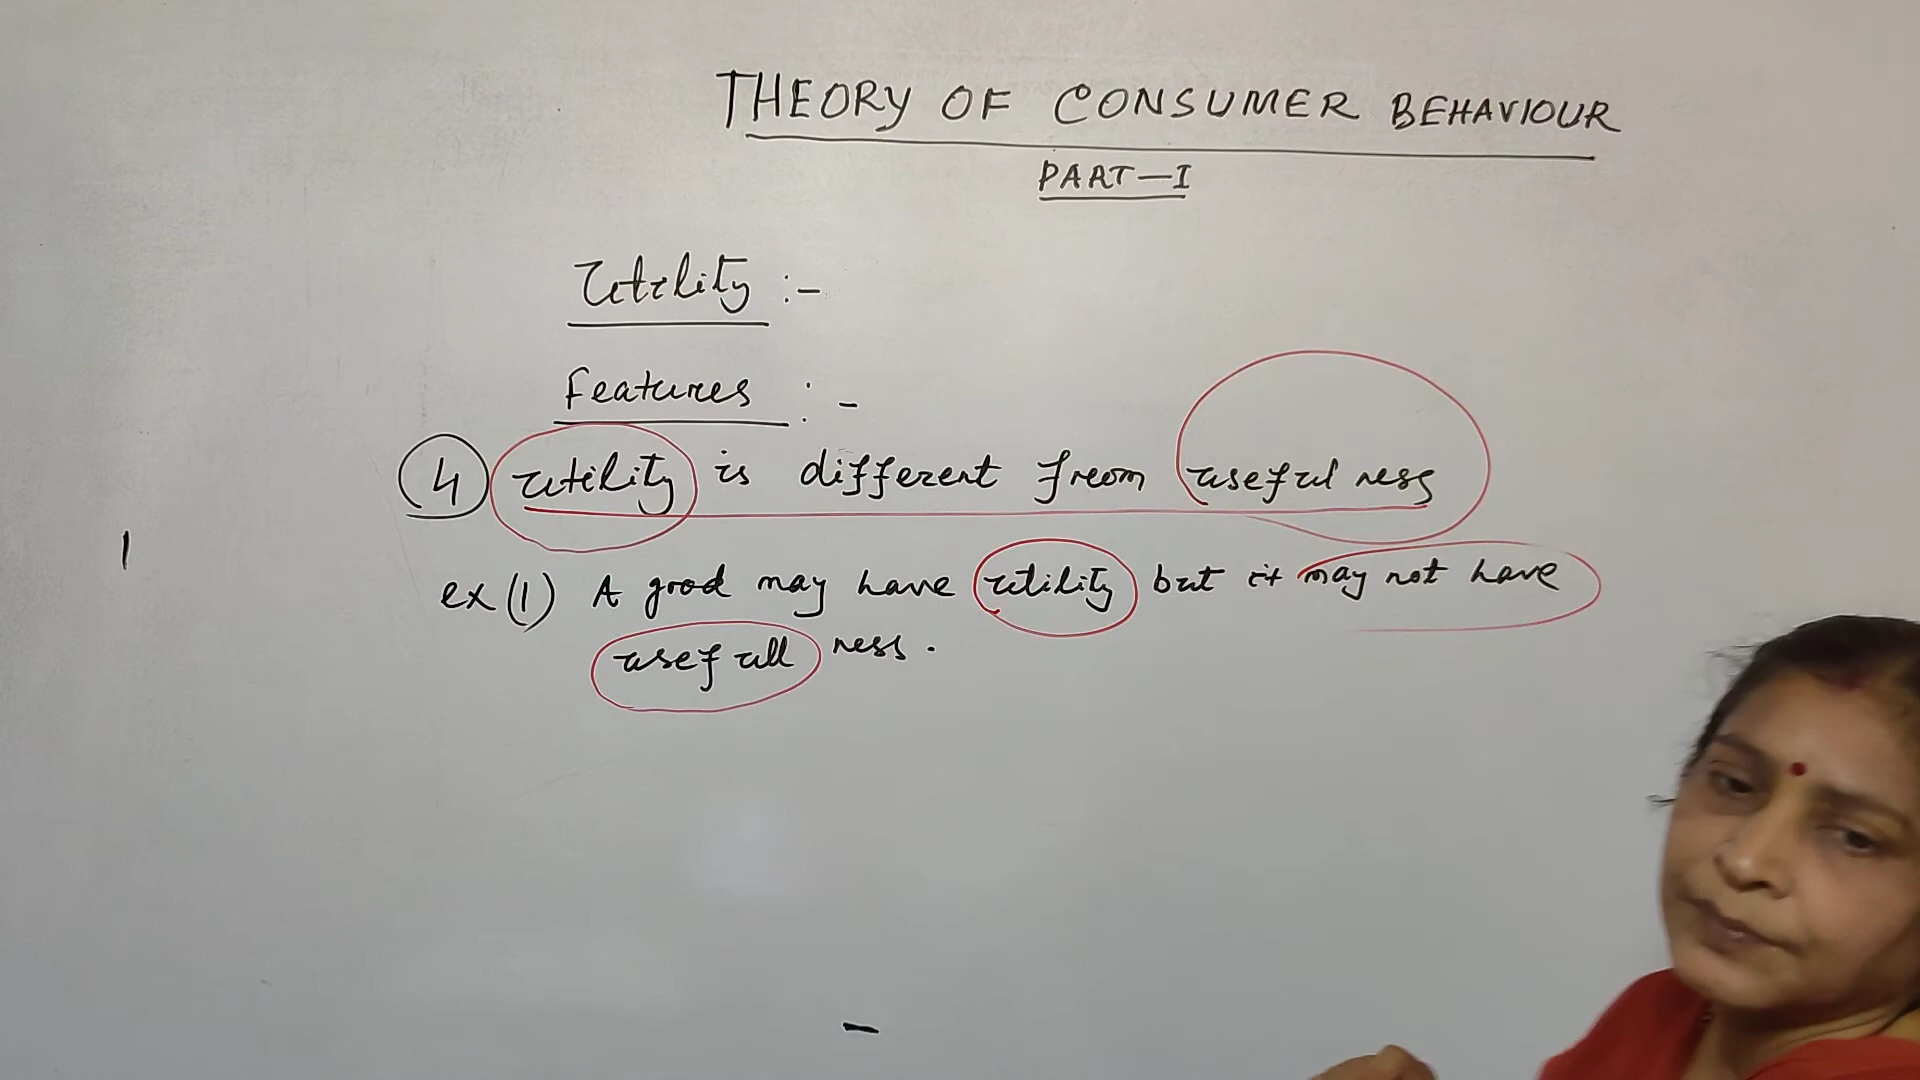 THEORY OF CONSUMER BEHAVIOUR
PART-I
Utility :-
Features :-
4 utility is different from useful ness
ex (1) A good may have utility but it may not have
usefull ness.